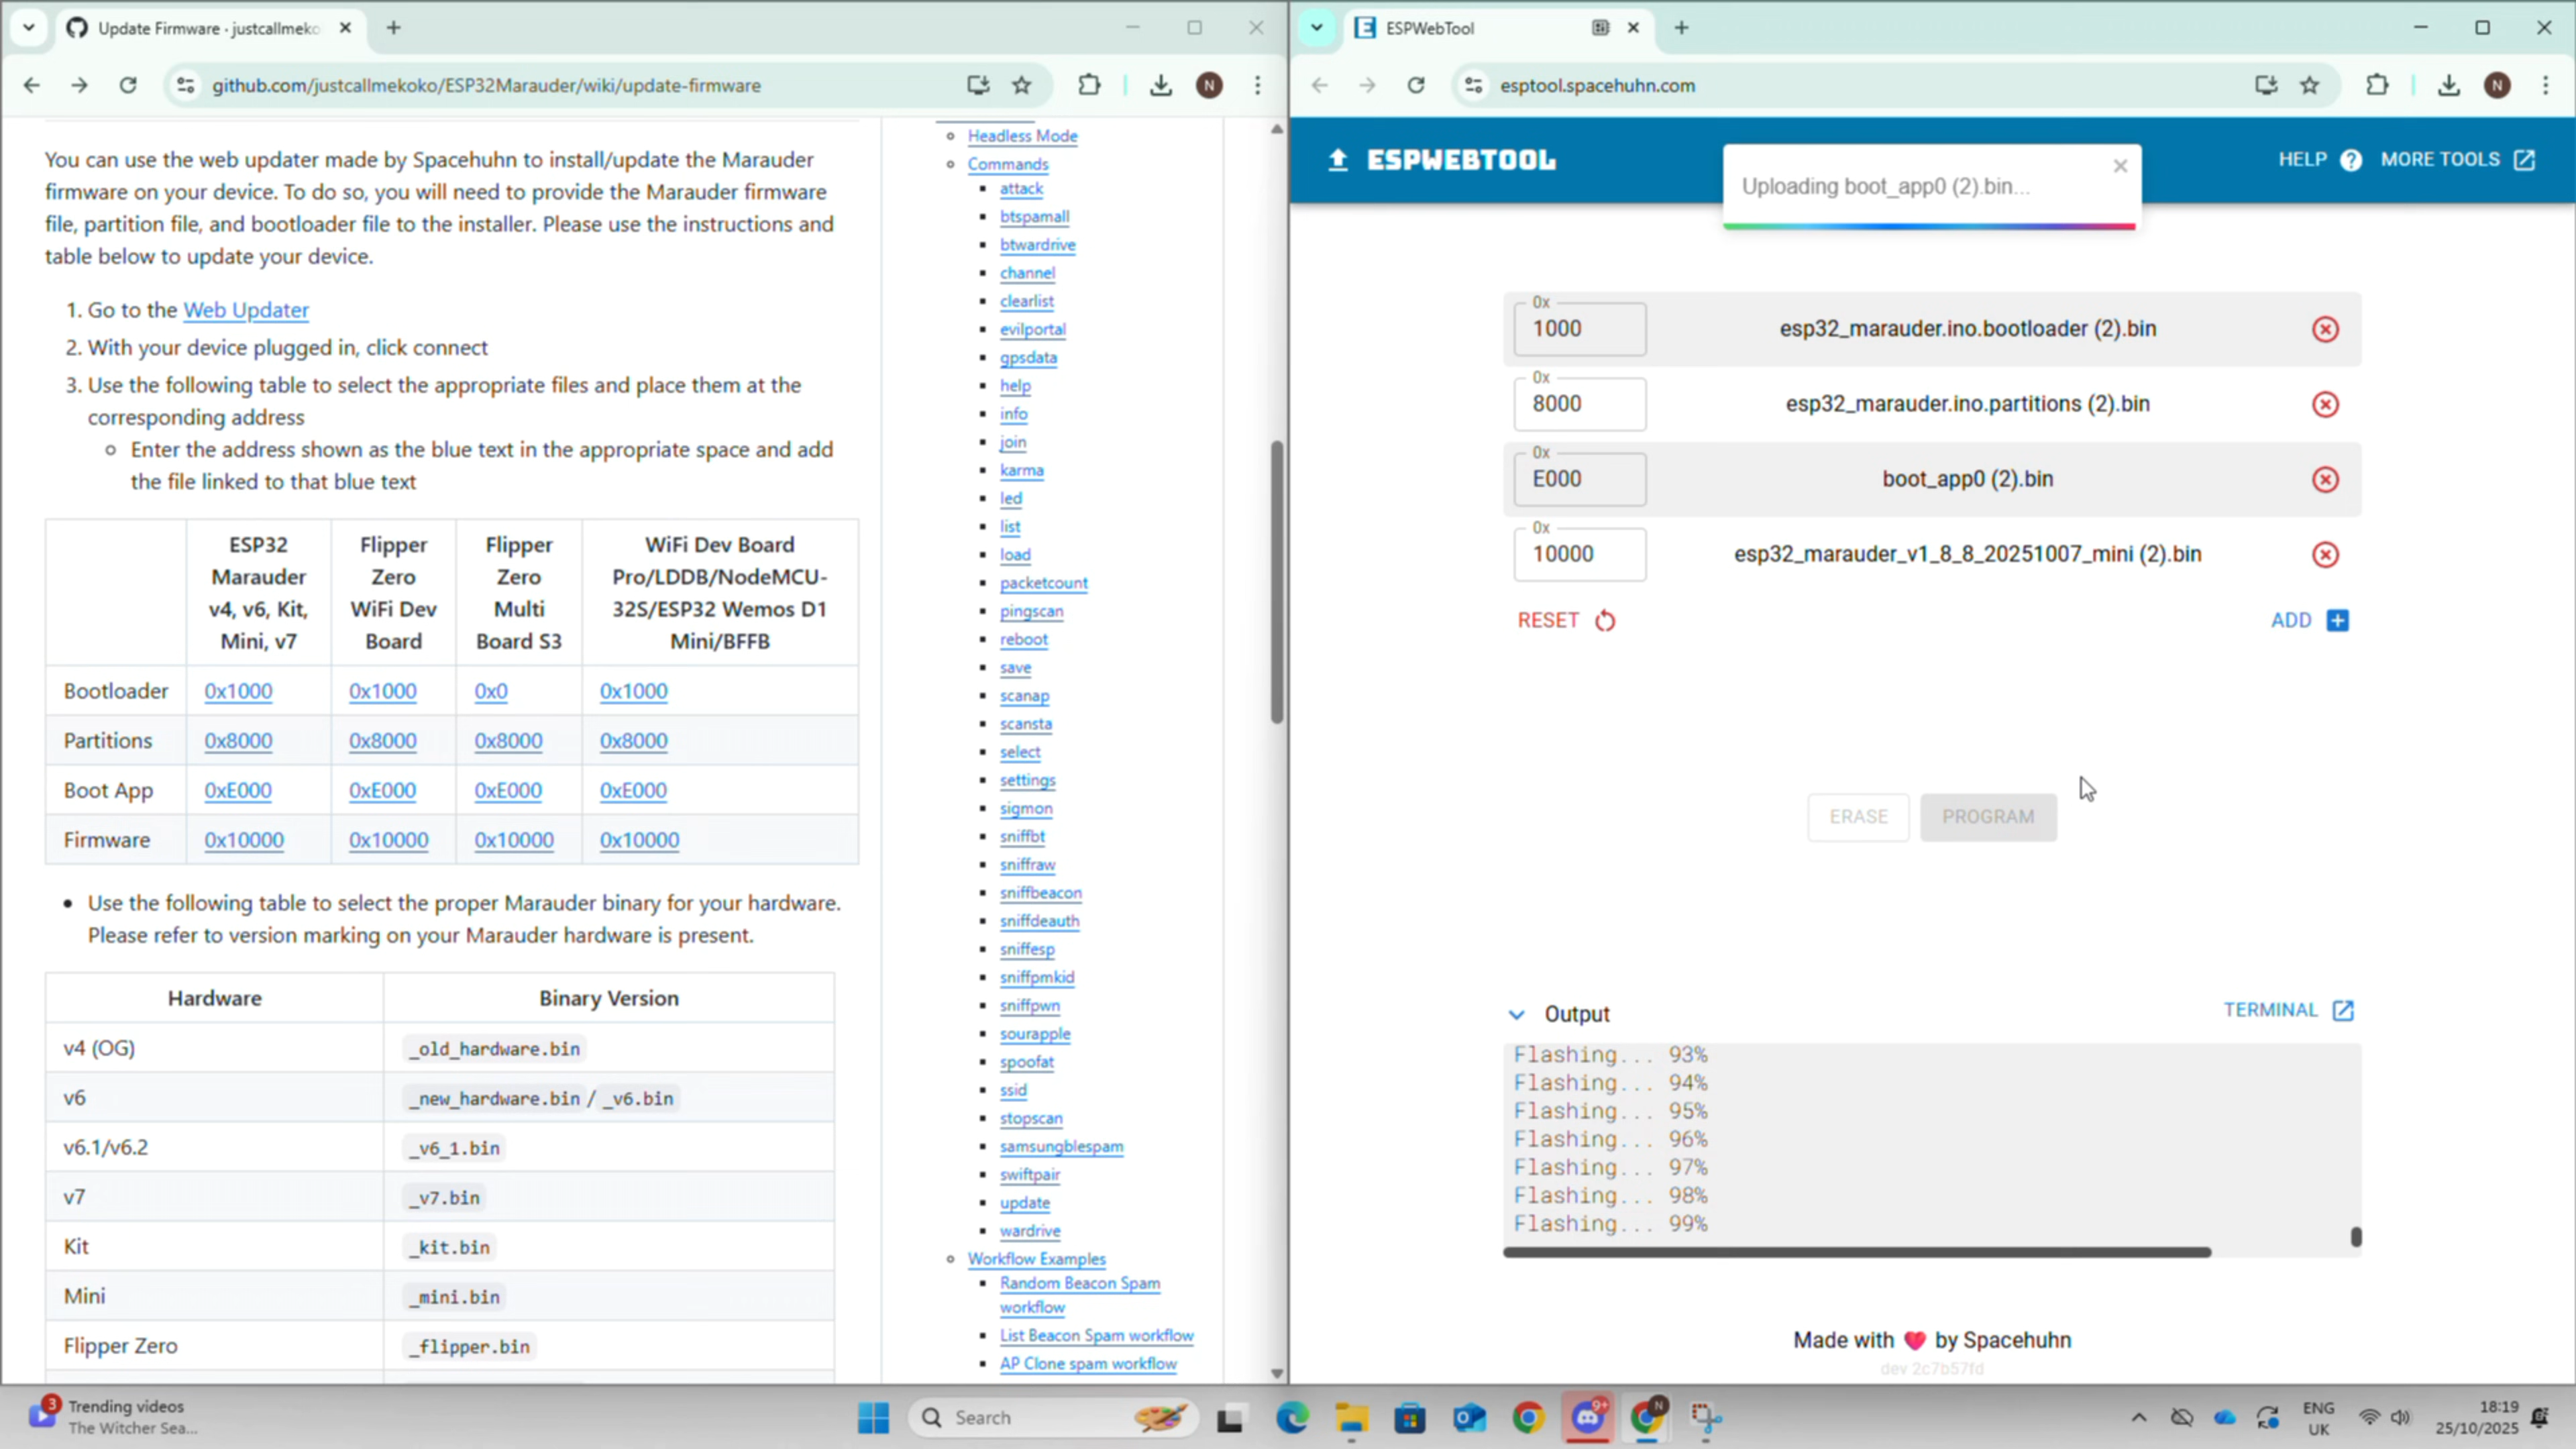 Update Firmware · justcallmeko
github.com/justcallmekoko/ESP32Marauder/wiki/update-firmware
N
You can use the web updater made by Spacehuhn to install/update the Marauder
firmware on your device. To do so, you will need to provide the Marauder firmware
file, partition file, and bootloader file to the installer. Please use the instructions and
table below to update your device.
1. Go to the Web Updater
2. With your device plugged in, click connect
3. Use the following table to select the appropriate files and place them at the
corresponding address
Enter the address shown as the blue text in the appropriate space and add
the file linked to that blue text
ESP32 Marauder v4, v6, Kit, Mini, v7
Flipper Zero WiFi Dev Board
Flipper Zero Multi Board S3
WiFi Dev Board Pro/LDDB/NodeMCU-32S/ESP32 Wemos D1 Mini/BFFB
Bootloader 0x1000 0x1000 0x0 0x1000
Partitions 0x8000 0x8000 0x8000 0x8000
Boot App 0xE000 0xE000 0xE000 0xE000
Firmware 0x10000 0x10000 0x10000 0x10000
Use the following table to select the proper Marauder binary for your hardware.
Please refer to version marking on your Marauder hardware is present.
Hardware Binary Version
v4 (OG) _old_hardware.bin
v6 _new_hardware.bin / _v6.bin
v6.1/v6.2 _v6_1.bin
v7 _v7.bin
Kit _kit.bin
Mini _mini.bin
Flipper Zero _flipper.bin
Headless Mode
Commands
attack
btspamall
btwardrive
channel
clearlist
evilportal
gpsdata
help
info
join
karma
led
list
load
packetcount
pingscan
reboot
save
scanap
scansta
select
settings
sigmon
sniffbt
sniffraw
sniffbeacon
sniffdeauth
sniffesp
sniffpmkid
sniffpwn
sourapple
spoofat
ssid
stopscan
samsungblespam
swiftpair
update
wardrive
Workflow Examples
Random Beacon Spam
workflow
List Beacon Spam workflow
AP Clone spam workflow
ESPWebTool
esptool.spacehuhn.com
N
ESPWEBTOOL
HELP
MORE TOOLS
Uploading boot_app0 (2).bin...
0x
1000 esp32_marauder.ino.bootloader (2).bin
0x
8000 esp32_marauder.ino.partitions (2).bin
0x
E000 boot_app0 (2).bin
0x
10000 esp32_marauder_v1_8_8_20251007_mini (2).bin
RESET
ADD
ERASE
PROGRAM
Output
TERMINAL
Flashing... 93%
Flashing... 94%
Flashing... 95%
Flashing... 96%
Flashing... 97%
Flashing... 98%
Flashing... 99%
Made with ❤ by Spacehuhn
dev 2c7b57fd
3
Trending videos
The Witcher Sea...
Search
9+
N
ENG
UK
18:19
25/10/2025